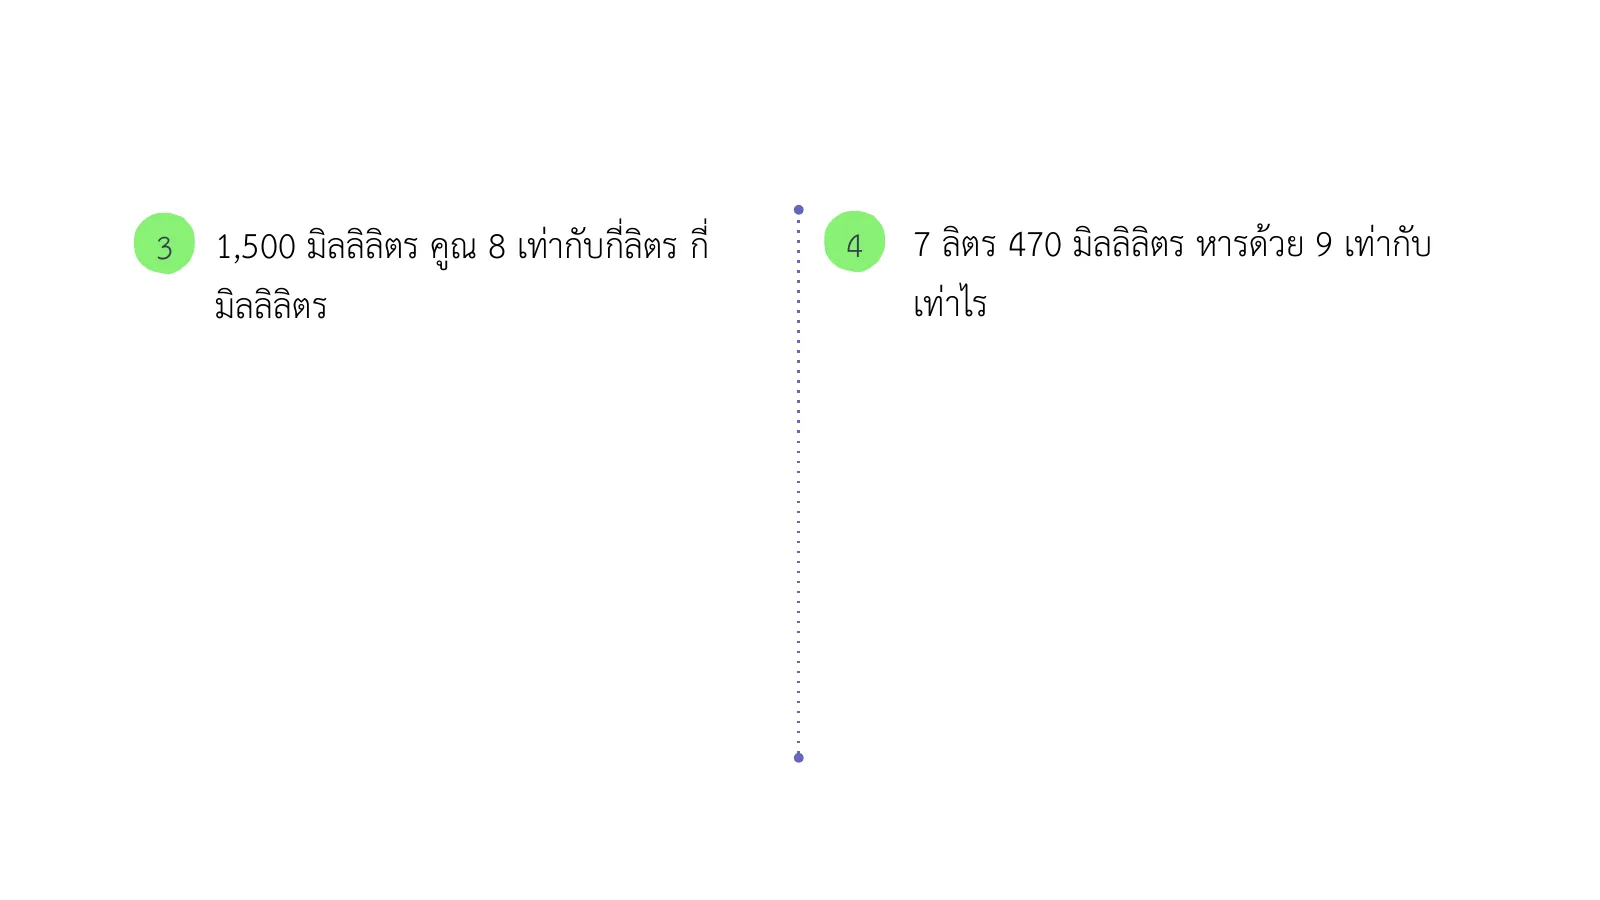 3 1,500 มิลลิลิตร คูณ 8 เท่ากับกี่ลิตร กี่
มิลลิลิตร
4 7 ลิตร 470 มิลลิลิตร หารด้วย 9 เท่ากับ
เท่าไร